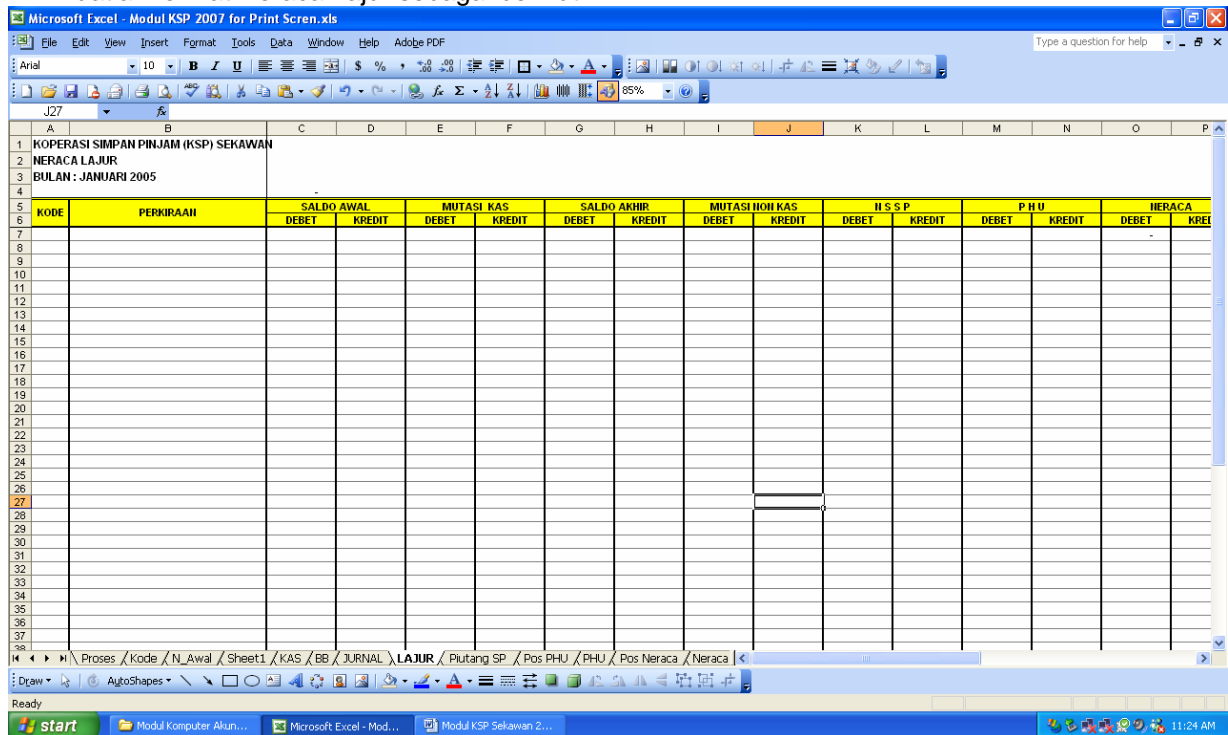 Microsoft Excel - Modul KSP 2007 for Print Scren.xls
File Edit View Insert Format Tools Data Window Help Adobe PDF Type a question for help
Arial 10 B I U $ %
85%
J27 fx
A B C D E F G H I J K L M N O P
1 KOPERASI SIMPAN PINJAM (KSP) SEKAWAN
2 NERACA LAJUR
3 BULAN : JANUARI 2005
4 -
5 KODE PERKIRAAN SALDO AWAL MUTASI KAS SALDO AKHIR MUTASI NON KAS N S S P P H U NERACA
6 DEBET KREDIT DEBET KREDIT DEBET KREDIT DEBET KREDIT DEBET KREDIT DEBET KREDIT DEBET KRED
7 -
8
9
10
11
12
13
14
15
16
17
18
19
20
21
22
23
24
25
26
27
28
29
30
31
32
33
34
35
36
37
38
Proses Kode N_Awal Sheet1 KAS BB JURNAL LAJUR Piutang SP Pos PHU PHU Pos Neraca Neraca
Draw AutoShapes
Ready
start Modul Komputer Akun... Microsoft Excel - Mod... Modul KSP Sekawan 2... 11:24 AM